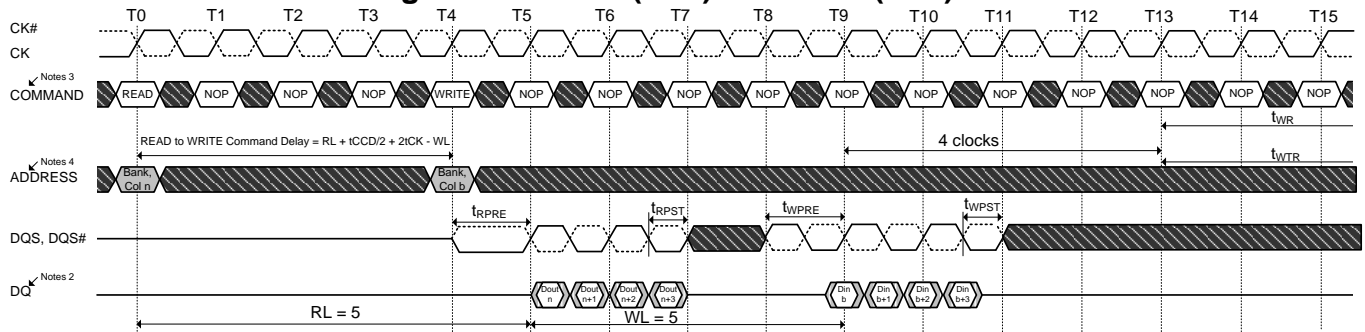 T0 T1 T2 T3 T4 T5 T6 T7 T8 T9 T10 T11 T12 T13 T14 T15
CK#
CK
Notes 3
COMMAND READ NOP NOP NOP WRITE NOP NOP NOP NOP NOP NOP NOP NOP NOP NOP NOP
READ to WRITE Command Delay = RL + tCCD/2 + 2tCK - WL
4 clocks
tWR
tWTR
Notes 4
ADDRESS Bank, Col n Bank, Col b
tRPRE tRPST tWPRE tWPST
DQS, DQS#
Notes 2
DQ Dout n Dout n+1 Dout n+2 Dout n+3 Din b Din b+1 Din b+2 Din b+3
RL = 5 WL = 5